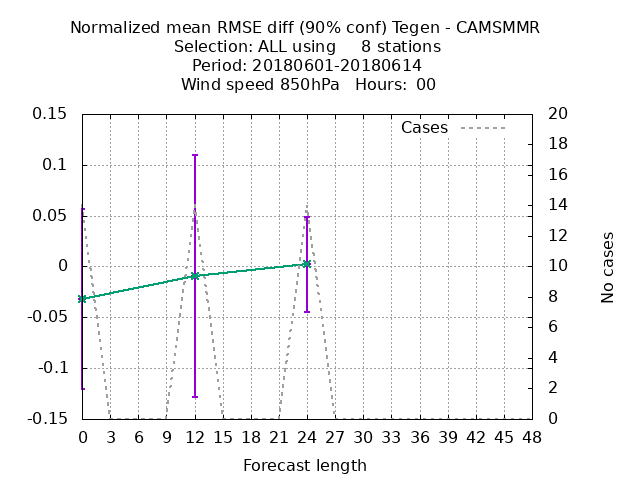 Normalized mean RMSE diff (90% conf) Tegen - CAMSMMR
Selection: ALL using 8 stations
Period: 20180601-20180614
Wind speed 850hPa Hours: 00
Cases
0.15
0.1
0.05
0
-0.05
-0.1
-0.15
20
18
16
14
12
10
8
6
4
2
0
No cases
0 3 6 9 12 15 18 21 24 27 30 33 36 39 42 45 48
Forecast length